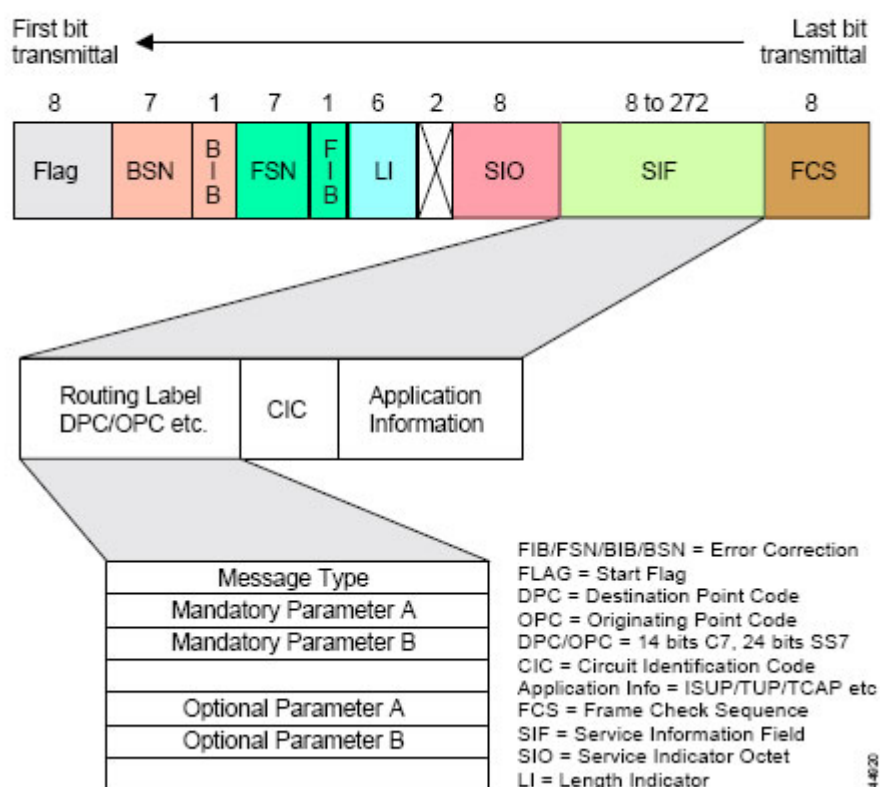 First bit
transmittal
Last bit
transmittal
8 7 1 7 1 6 2 8 8 to 272 8
Flag BSN BIB FSN FIB LI SIO SIF FCS
Routing Label
DPC/OPC etc.
CIC
Application
Information
Message Type
Mandatory Parameter A
Mandatory Parameter B
Optional Parameter A
Optional Parameter B
FIB/FSN/BIB/BSN = Error Correction
FLAG = Start Flag
DPC = Destination Point Code
OPC = Originating Point Code
DPC/OPC = 14 bits C7, 24 bits SS7
CIC = Circuit Identification Code
Application Info = ISUP/TUP/TCAP etc
FCS = Frame Check Sequence
SIF = Service Information Field
SIO = Service Indicator Octet
LI = Length Indicator